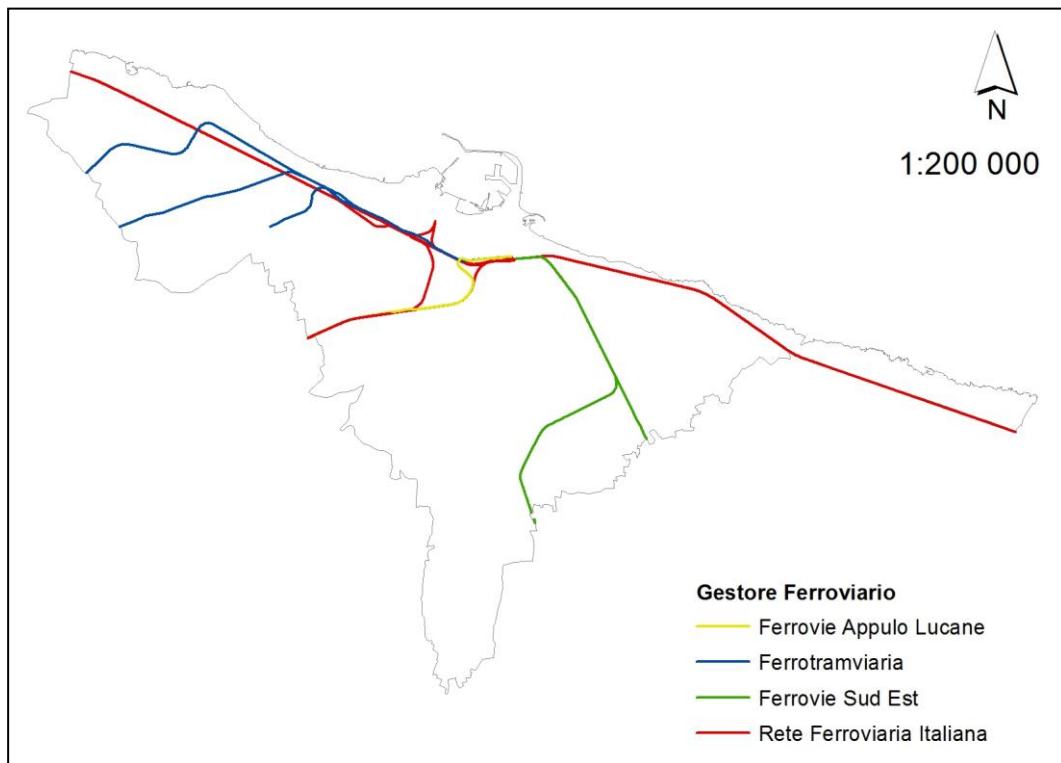 N
1:200 000
Gestore Ferroviario
Ferrovie Appulo Lucane
Ferrotramviaria
Ferrovie Sud Est
Rete Ferroviaria Italiana